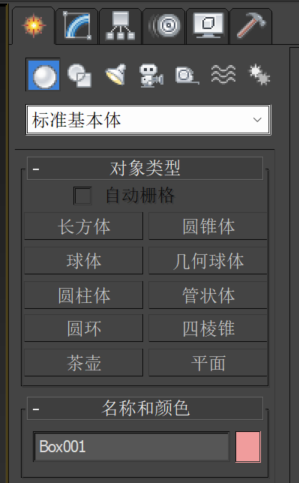 标准基本体
- 对象类型
自动栅格
长方体 圆锥体
球体 几何球体
圆柱体 管状体
圆环 四棱锥
茶壶 平面
- 名称和颜色
Box001